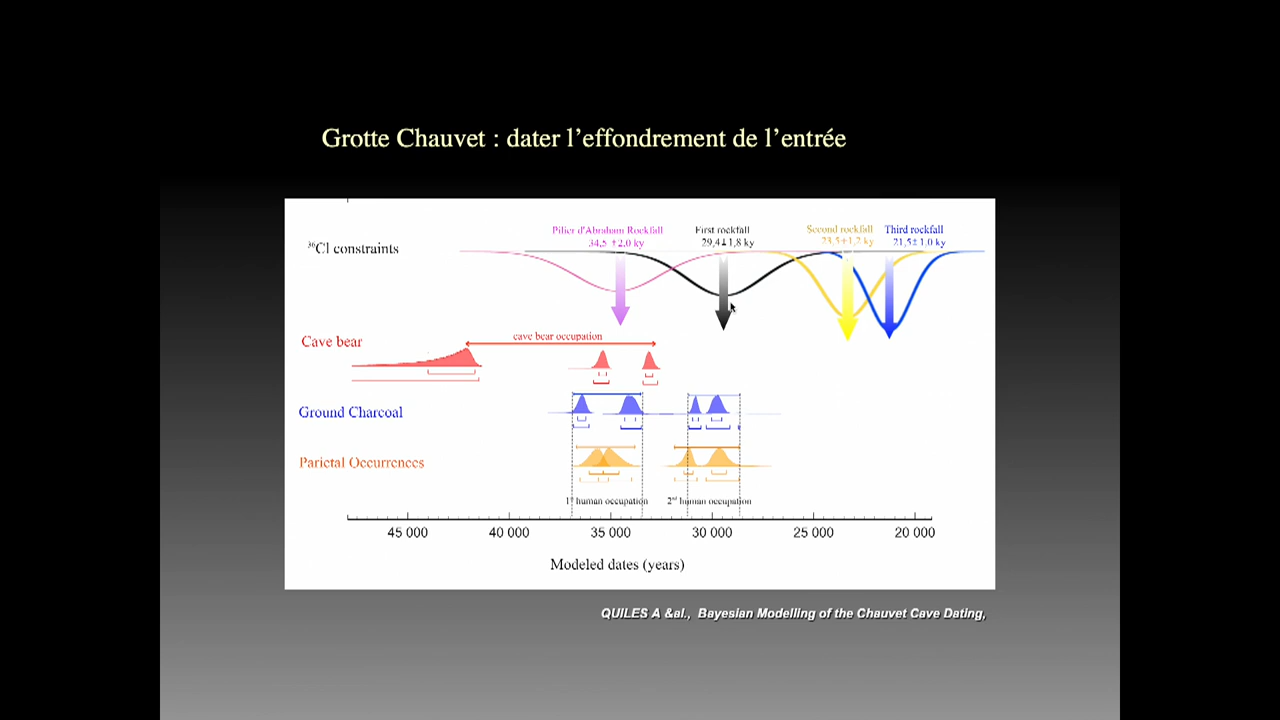 Grotte Chauvet : dater l’effondrement de l’entrée
Pilier d'Abraham Rockfall
34,5 ±2,0 ky
First rockfall
29,4±1,8 ky
Second rockfall
23,5±1,2 ky
Third rockfall
21,5± 1,0 ky
³⁶Cl constraints
cave bear occupation
Cave bear
Ground Charcoal
Parietal Occurrences
1st human occupation
2nd human occupation
45 000 40 000 35 000 30 000 25 000 20 000
Modeled dates (years)
QUILES A &al., Bayesian Modelling of the Chauvet Cave Dating,